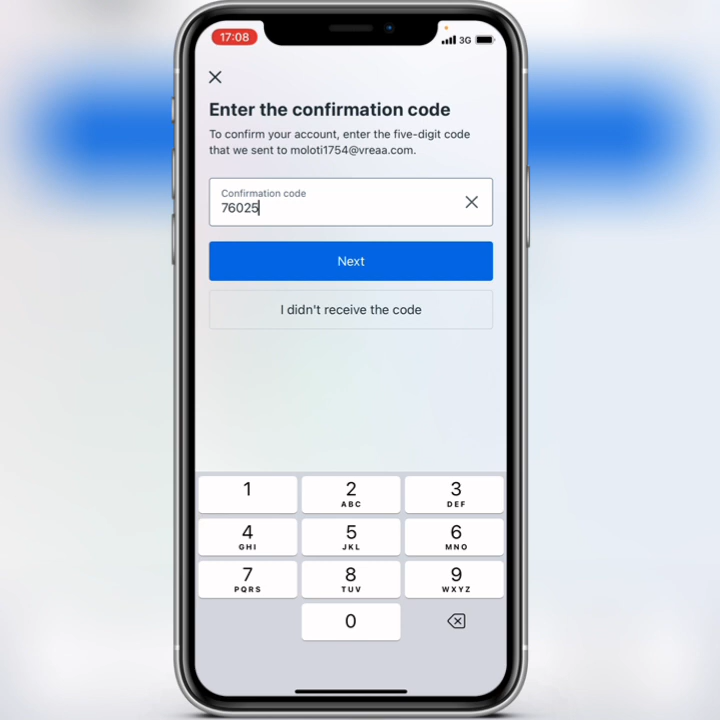 17:08
3G
Enter the confirmation code
To confirm your account, enter the five-digit code
that we sent to moloti1754@vreaa.com.
Confirmation code
76025
Next
I didn't receive the code
1 2 3
ABC DEF
4 5 6
GHI JKL MNO
7 8 9
PQRS TUV WXYZ
0